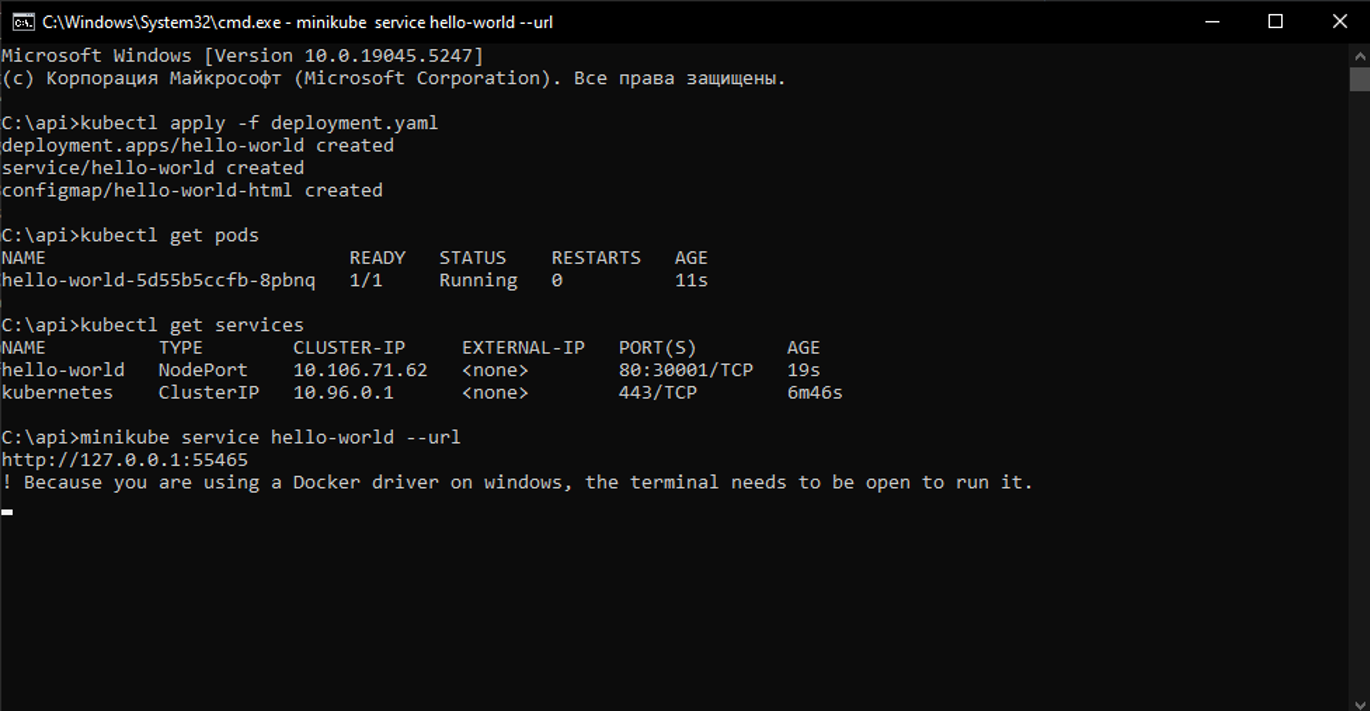 C:\Windows\System32\cmd.exe - minikube service hello-world --url
Microsoft Windows [Version 10.0.19045.5247]
(c) Корпорация Майкрософт (Microsoft Corporation). Все права защищены.
C:\api>kubectl apply -f deployment.yaml
deployment.apps/hello-world created
service/hello-world created
configmap/hello-world-html created
C:\api>kubectl get pods
NAME                           READY   STATUS    RESTARTS   AGE
hello-world-5d55b5ccfb-8pbnq   1/1     Running   0          11s
C:\api>kubectl get services
NAME          TYPE        CLUSTER-IP     EXTERNAL-IP   PORT(S)        AGE
hello-world   NodePort    10.106.71.62   <none>        80:30001/TCP   19s
kubernetes    ClusterIP   10.96.0.1      <none>        443/TCP        6m46s
C:\api>minikube service hello-world --url
http://127.0.0.1:55465
! Because you are using a Docker driver on windows, the terminal needs to be open to run it.